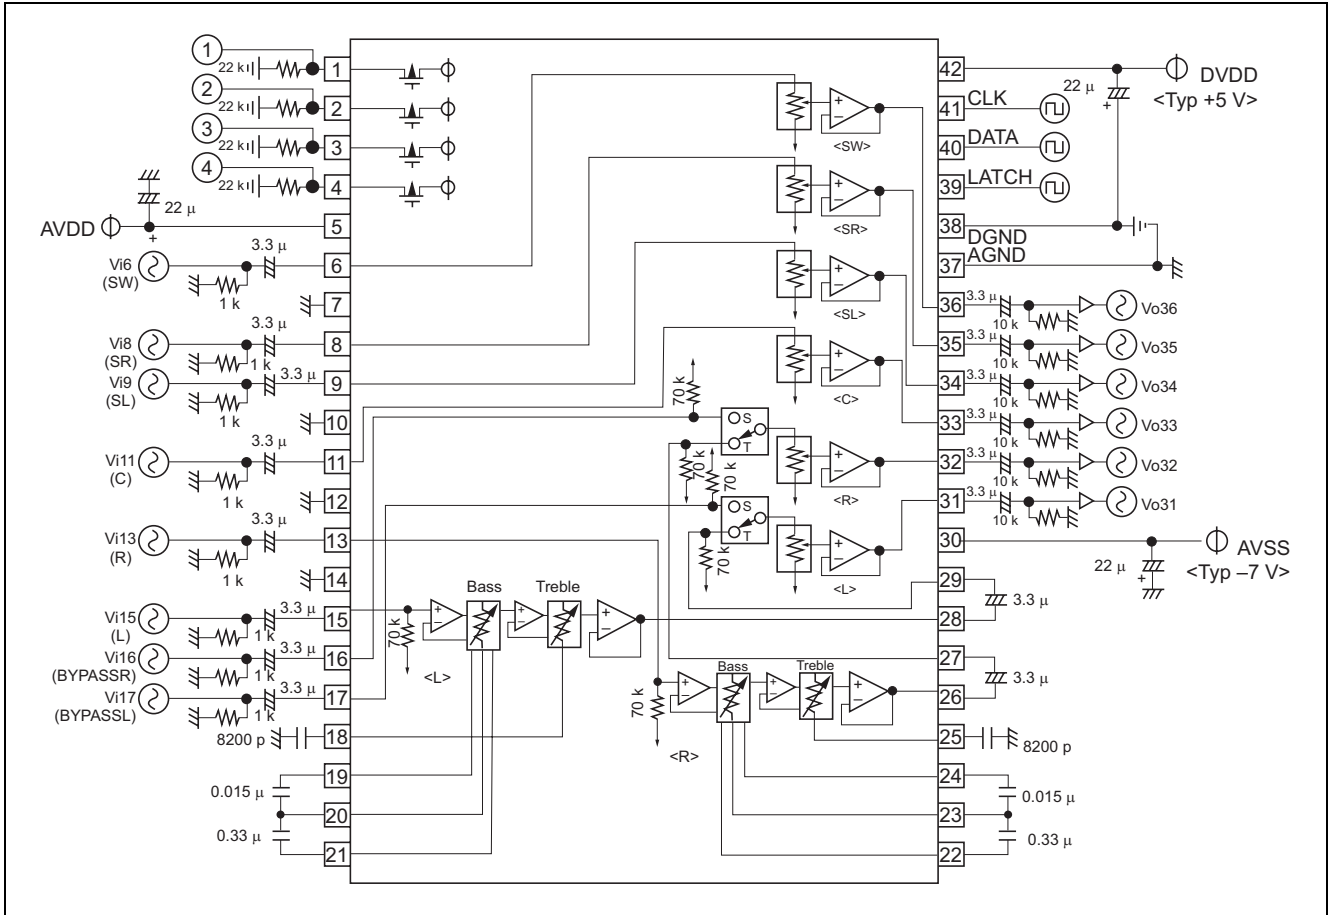 1
22 k
1
2
22 k
2
3
22 k
3
4
22 k
4
22 μ
AVDD
+
5
Vi6
(SW)
3.3 μ
1 k
6
7
Vi8
(SR)
3.3 μ
1 k
8
Vi9
(SL)
3.3 μ
1 k
9
10
Vi11
(C)
3.3 μ
1 k
11
12
Vi13
(R)
3.3 μ
1 k
13
14
Vi15
(L)
3.3 μ
1 k
15
Vi16
(BYPASSR)
3.3 μ
1 k
16
Vi17
(BYPASSL)
3.3 μ
1 k
17
8200 p
18
19
0.015 μ
20
0.33 μ
21
+
−
<SW>
+
−
<SR>
+
−
<SL>
+
−
<C>
70 k
S
T
70 k
70 k
+
−
<R>
S
T
70 k
+
−
<L>
Bass
Treble
70 k
+
−
+
−
+
−
<L>
Bass
Treble
70 k
+
−
+
−
+
−
<R>
42
22 μ
+
DVDD
<Typ +5 V>
41
CLK
40
DATA
39
LATCH
38
DGND
AGND
37
36
3.3 μ
10 k
Vo36
35
3.3 μ
10 k
Vo35
34
3.3 μ
10 k
Vo34
33
3.3 μ
10 k
Vo33
32
3.3 μ
10 k
Vo32
31
3.3 μ
10 k
Vo31
30
22 μ
+
AVSS
<Typ –7 V>
29
3.3 μ
28
27
3.3 μ
26
25
8200 p
24
0.015 μ
23
0.33 μ
22